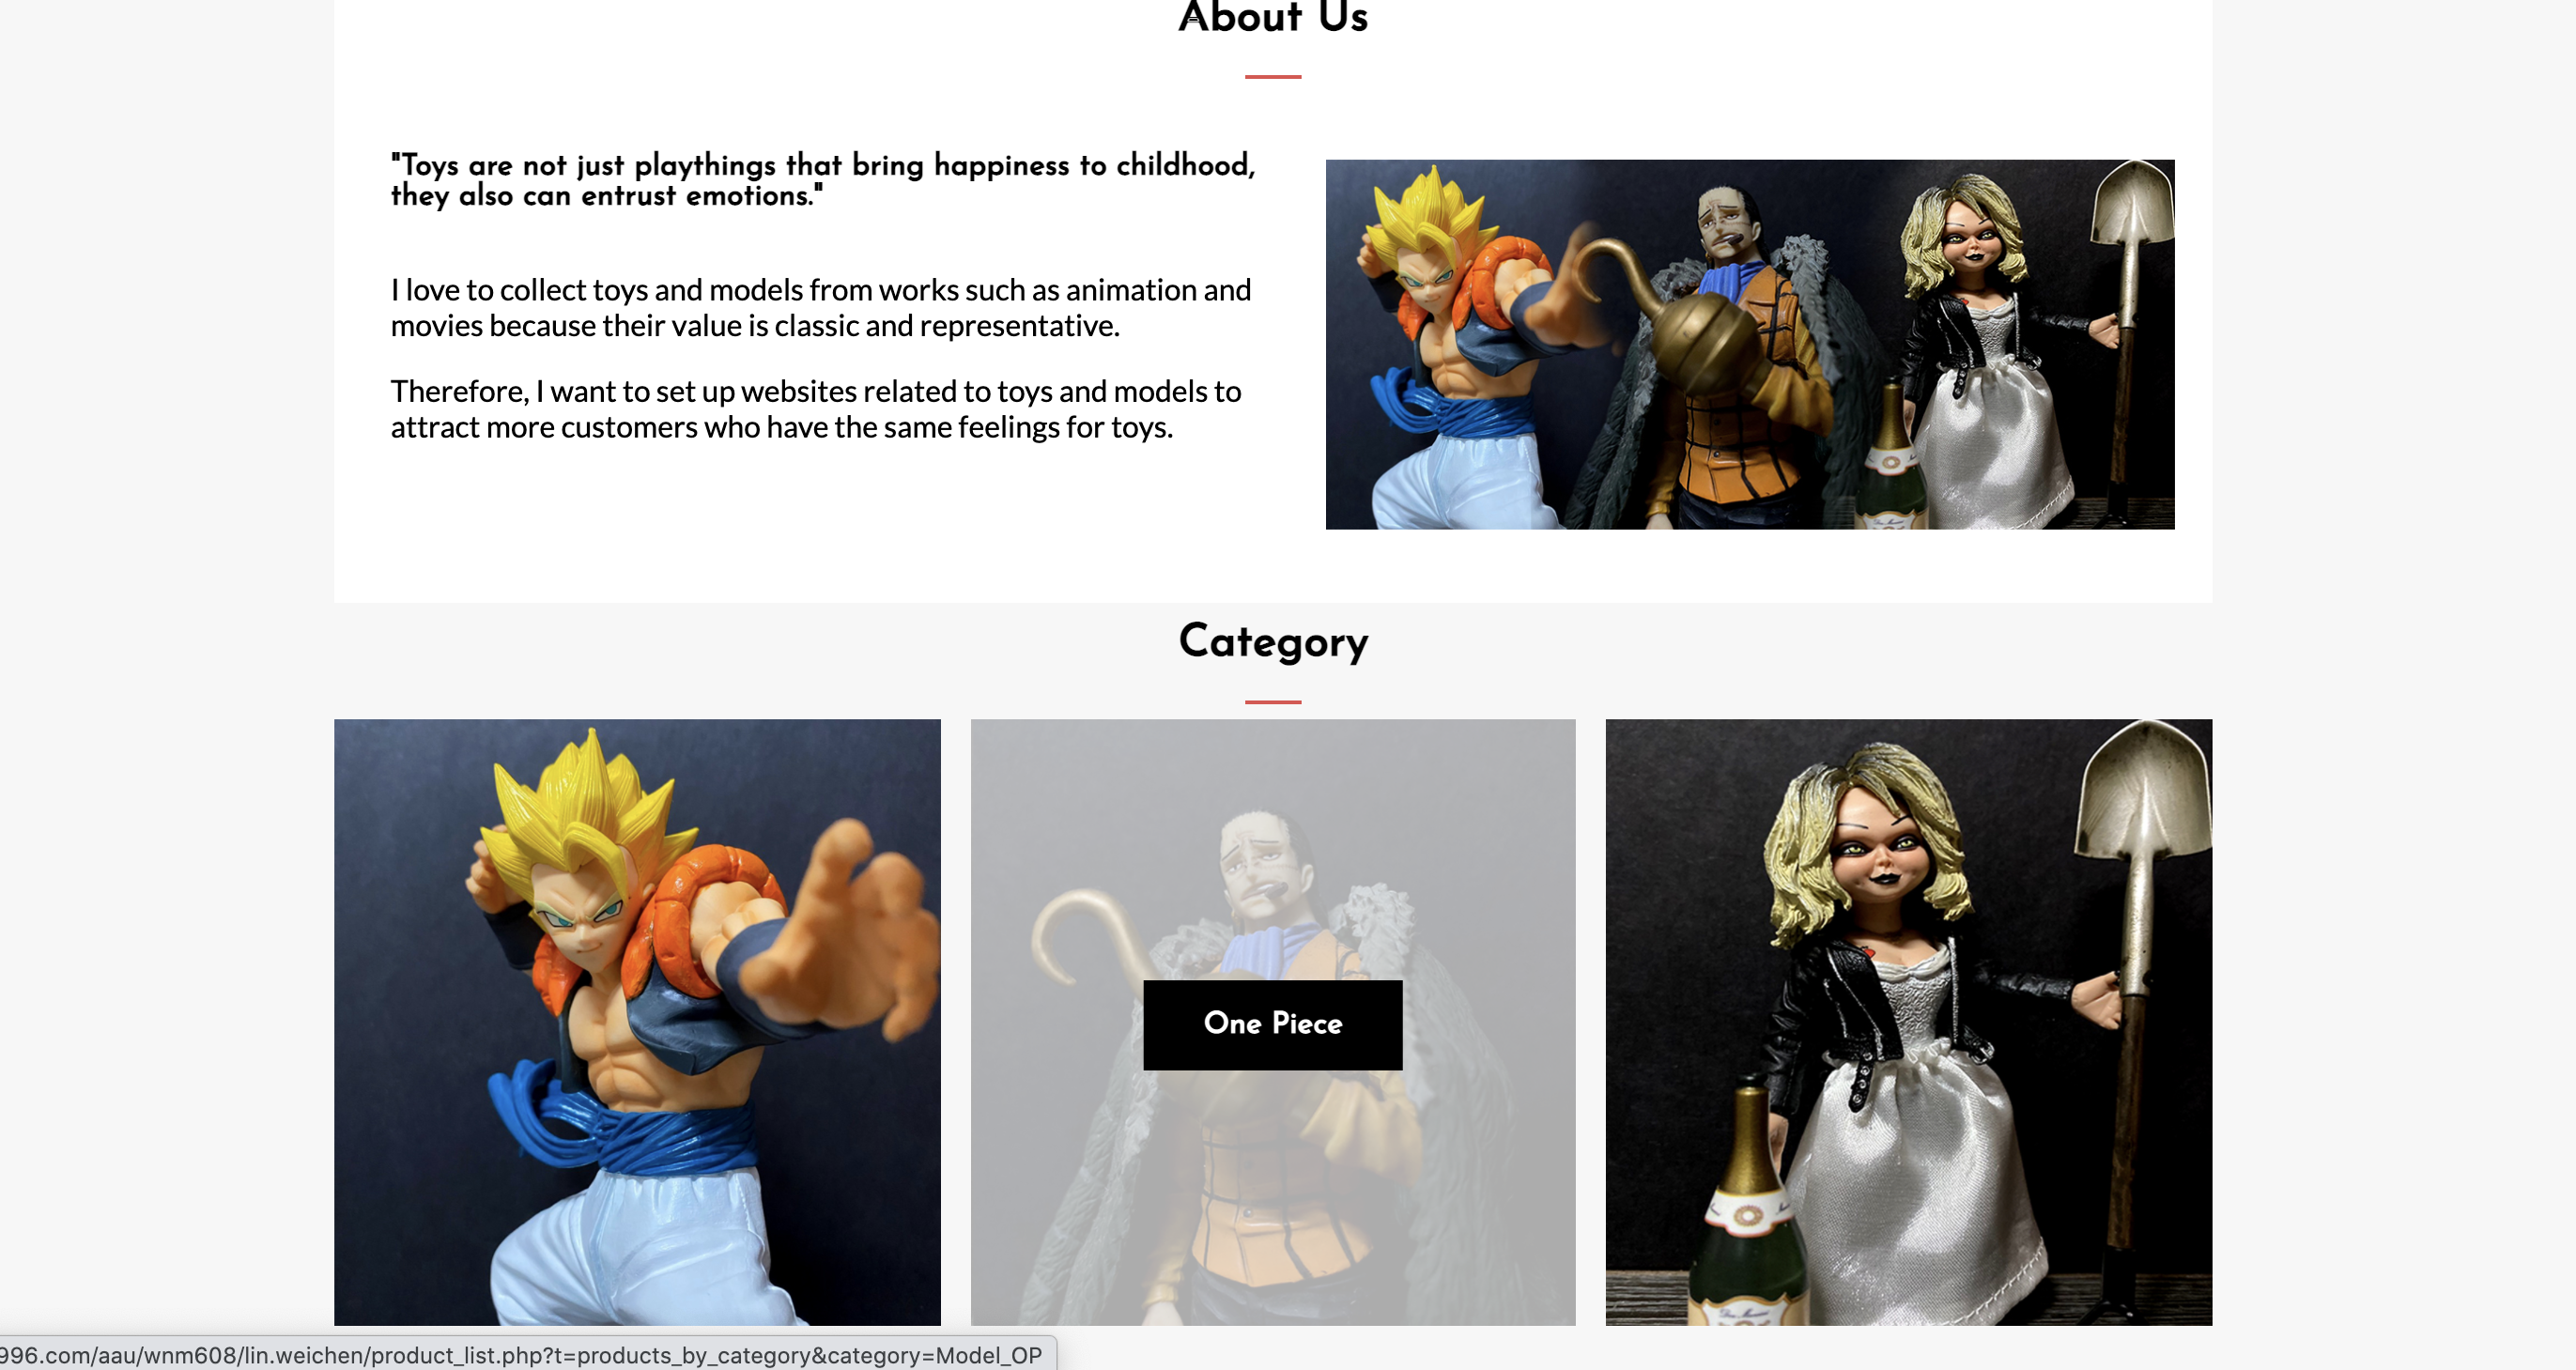 About Us
"Toys are not just playthings that bring happiness to childhood,
they also can entrust emotions."
I love to collect toys and models from works such as animation and
movies because their value is classic and representative.
Therefore, I want to set up websites related to toys and models to
attract more customers who have the same feelings for toys.
Category
One Piece
996.com/aau/wnm608/lin.weichen/product_list.php?t=products_by_category&category=Model_OP